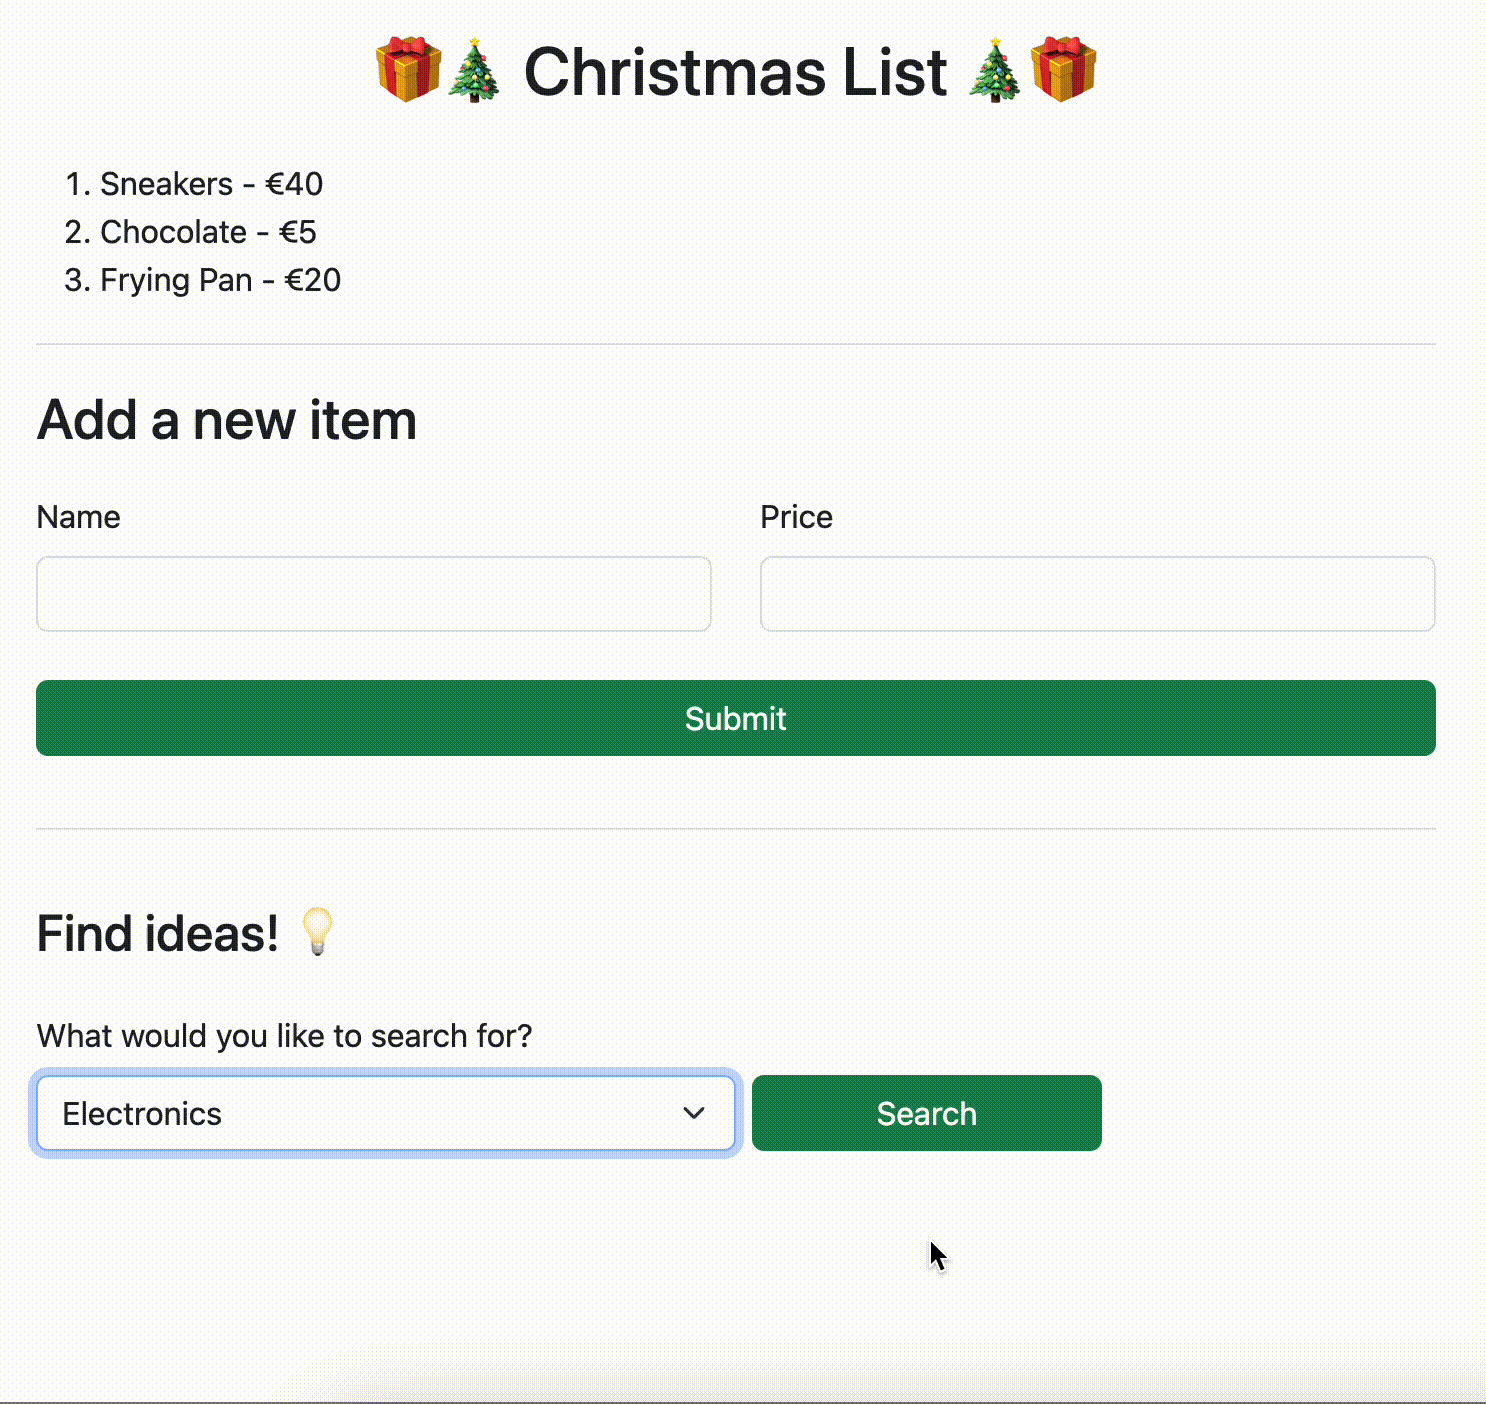 🎁🎄 Christmas List 🎄🎁
1. Sneakers - €40
2. Chocolate - €5
3. Frying Pan - €20
Add a new item
Name Price
Submit
Find ideas! 💡
What would you like to search for?
Electronics Search